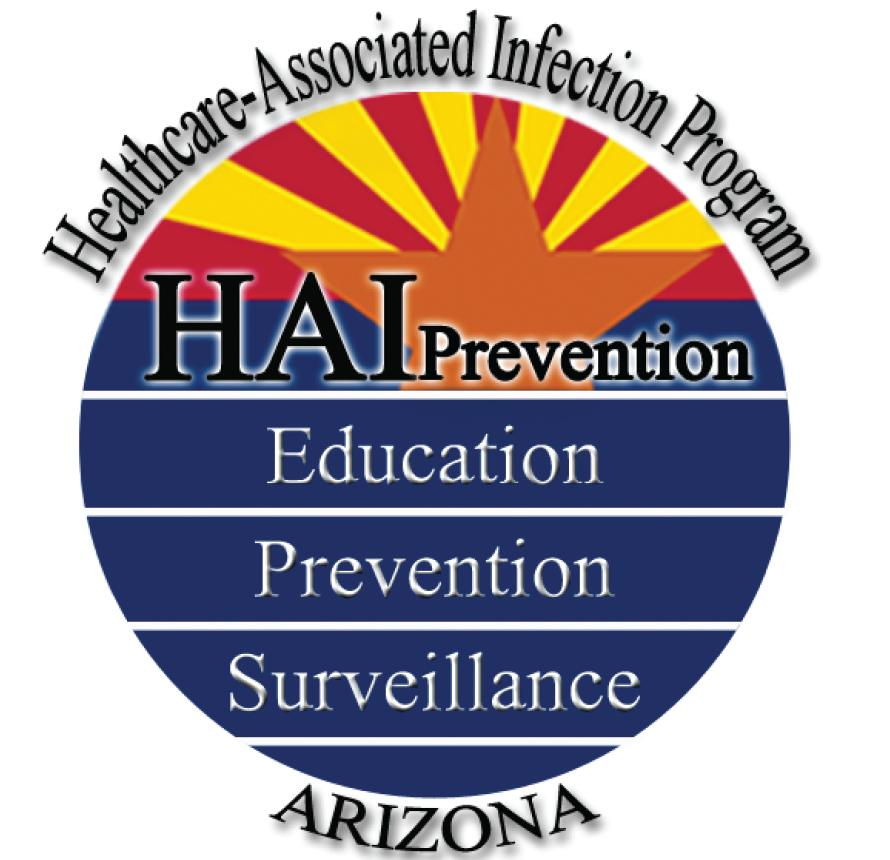 Healthcare-Associated Infection Program
HAI Prevention
Education
Prevention
Surveillance
ARIZONA